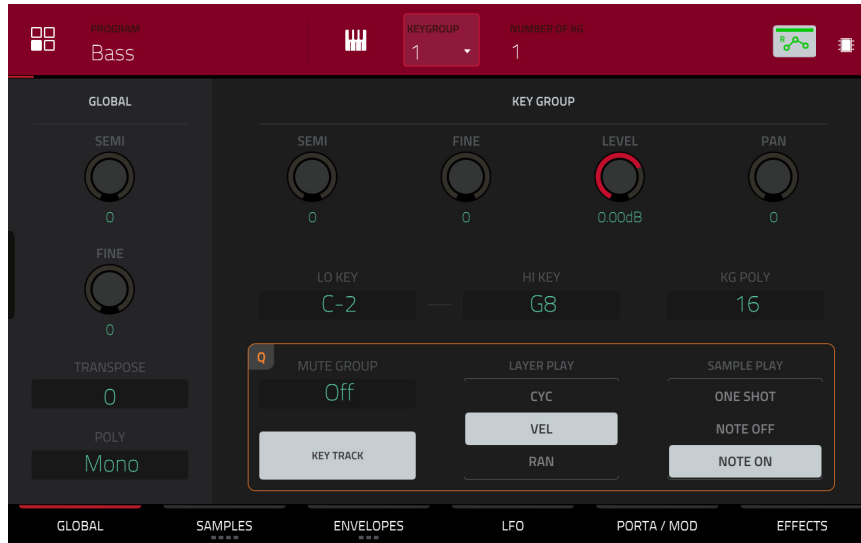 PROGRAM
Bass
KEYGROUP
1
NUMBER OF KG
1
R
GLOBAL
SEMI
0
FINE
0
TRANSPOSE
0
POLY
Mono
KEY GROUP
SEMI
0
FINE
0
LEVEL
0.00dB
PAN
0
LO KEY
C-2
HI KEY
G8
KG POLY
16
Q
MUTE GROUP
Off
KEY TRACK
LAYER PLAY
CYC
VEL
RAN
SAMPLE PLAY
ONE SHOT
NOTE OFF
NOTE ON
GLOBAL
SAMPLES
ENVELOPES
LFO
PORTA / MOD
EFFECTS